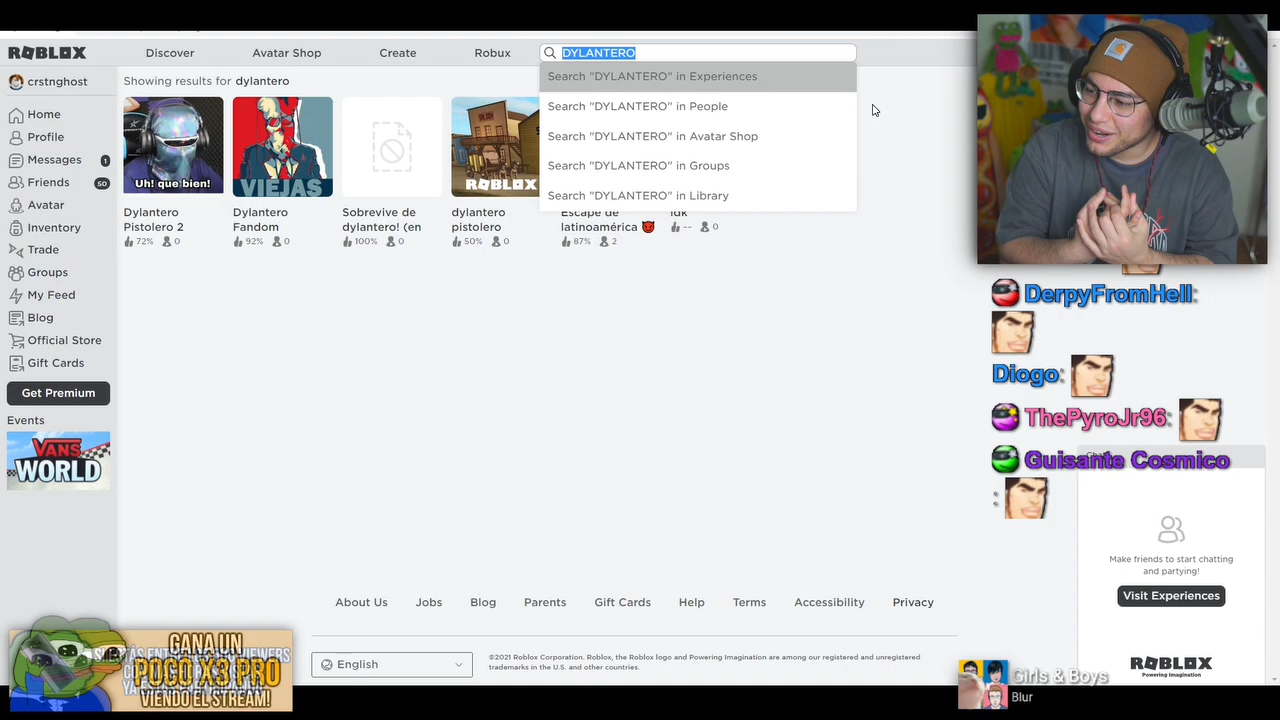 ROBLOX
Discover
Avatar Shop
Create
Robux
DYLANTERO
crstnghost
Home
Profile
Messages
1
Friends
50
Avatar
Inventory
Trade
Groups
My Feed
Blog
Official Store
Gift Cards
Get Premium
Events
VANS
WORLD
Showing results for dylantero
Search "DYLANTERO" in Experiences
Search "DYLANTERO" in People
Search "DYLANTERO" in Avatar Shop
Search "DYLANTERO" in Groups
Search "DYLANTERO" in Library
Uh! que bien!
Dylantero
Pistolero 2
72% 0
VIEJAS
Dylantero
Fandom
92% 0
Sobrevive de
dylantero! (en
100% 0
ROBLOX
dylantero
pistolero
50% 0
Escape de
latinoamérica 😈
87% 2
idk
-- 0
DerpyFromHell:
Diogo:
ThePyroJr96:
Guisante Cosmico
:
Make friends to start chatting
and partying!
Visit Experiences
ROBLOX
Powering Imagination
About Us
Jobs
Blog
Parents
Gift Cards
Help
Terms
Accessibility
Privacy
English
©2021 Roblox Corporation. Roblox, the Roblox logo and Powering Imagination are among our registered and unregistered
trademarks in the U.S. and other countries.
GANA UN
POCO X3 PRO
VIENDO EL STREAM!
Girls & Boys
Blur